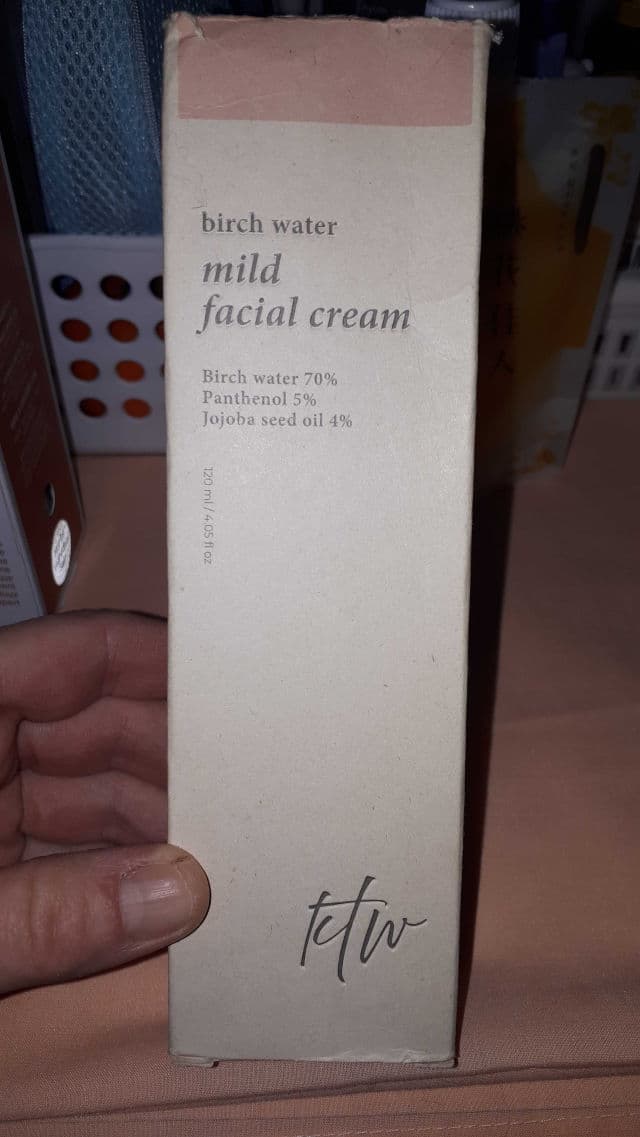 birch water
mild
facial cream
Birch water 70%
Panthenol 5%
Jojoba seed oil 4%
120 ml / 4.05 fl oz
ktw